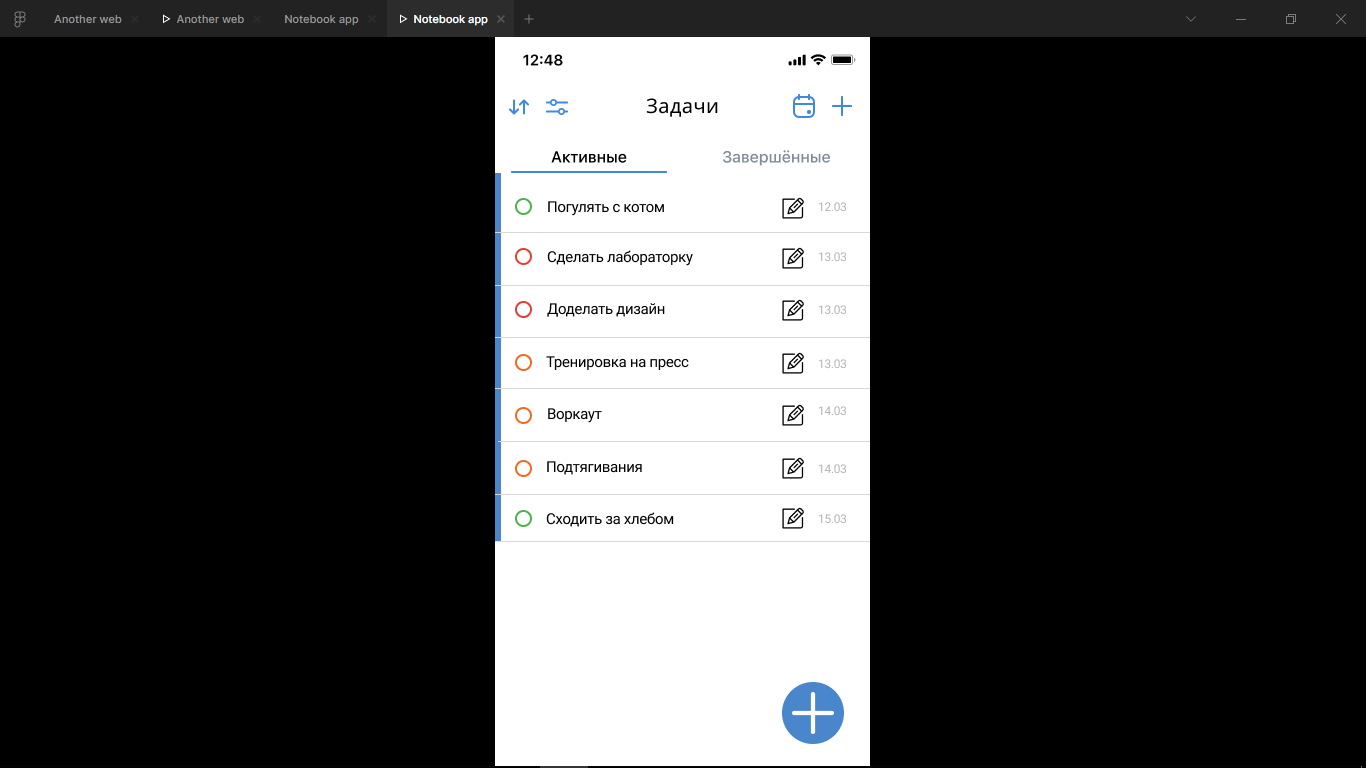 Another web
Another web
Notebook app
Notebook app
12:48
Задачи
Активные
Завершённые
Погулять с котом
12.03
Сделать лабораторку
13.03
Доделать дизайн
13.03
Тренировка на пресс
13.03
Воркаут
14.03
Подтягивания
14.03
Сходить за хлебом
15.03